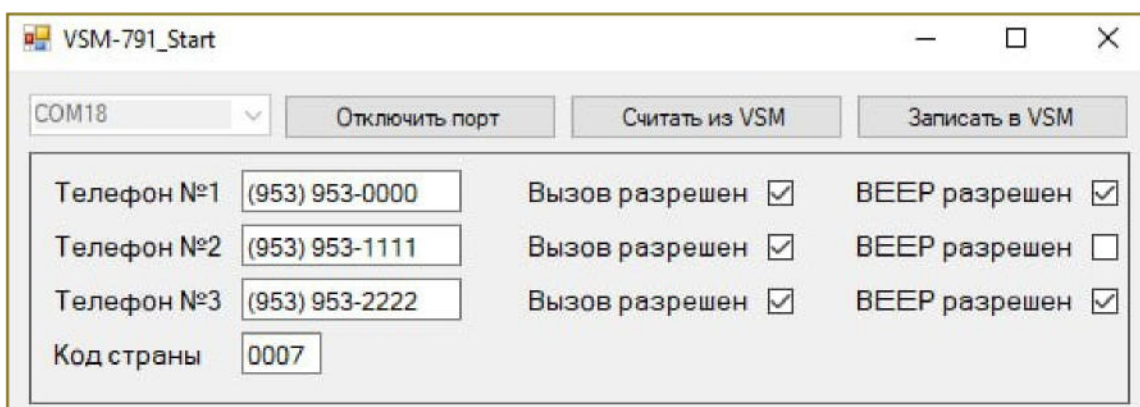 VSM-791_Start
COM18 Отключить порт Считать из VSM Записать в VSM
Телефон №1 (953) 953-0000 Вызов разрешен BEEP разрешен
Телефон №2 (953) 953-1111 Вызов разрешен BEEP разрешен
Телефон №3 (953) 953-2222 Вызов разрешен BEEP разрешен
Код страны 0007